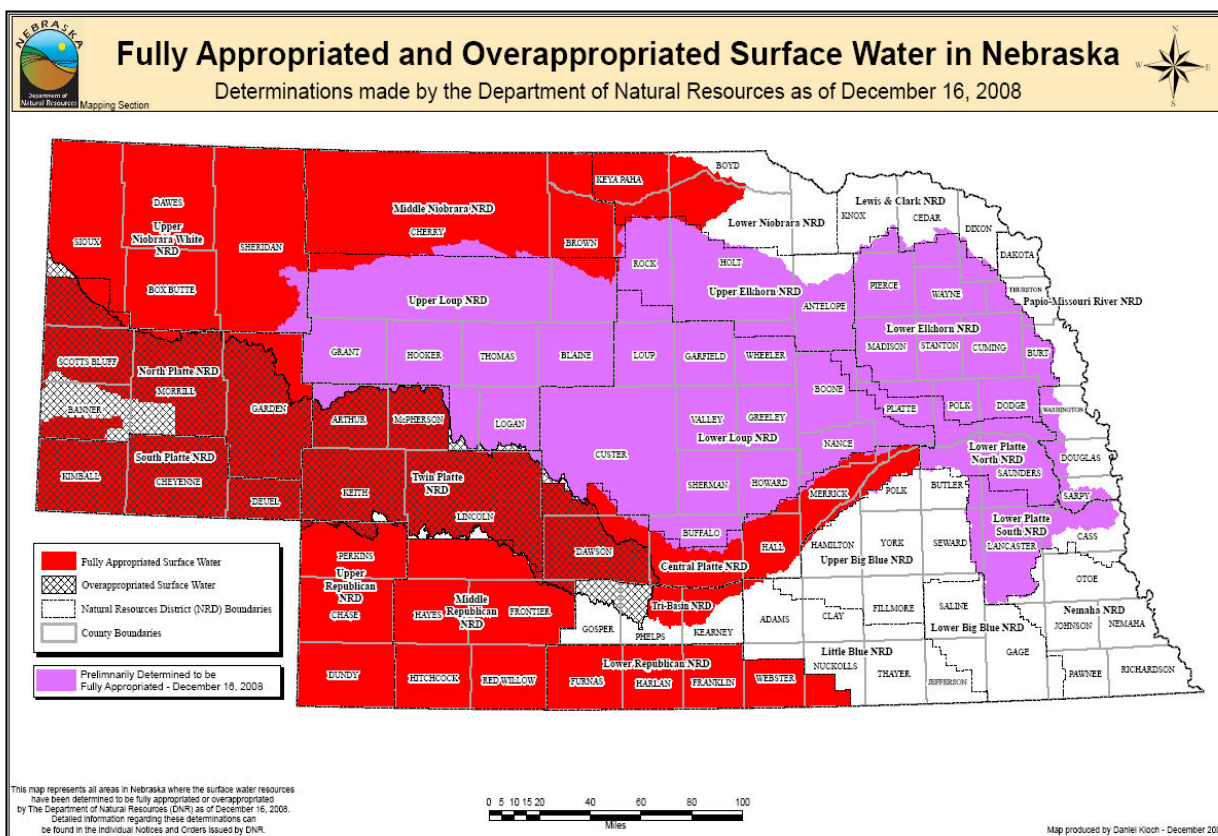 NEBRASKA
Department of
Natural Resources
Mapping Section
Fully Appropriated and Overappropriated Surface Water in Nebraska
Determinations made by the Department of Natural Resources as of December 16, 2008
N
W
E
S
BOYD
KEYA PAHA
DAWES
Upper
Niobrara White
NRD
SIOUX
SHERIDAN
BOX BUTTE
Middle Niobrara NRD
CHERRY
BROWN
Lower Niobrara NRD
Lewis & Clark NRD
KNOX
CEDAR
DIXON
DAKOTA
THURSTON
Papio-Missouri River NRD
ROCK
HOLT
Upper Elkhorn NRD
ANTELOPE
PIERCE
WAYNE
Upper Loup NRD
Lower Elkhorn NRD
MADISON
STANTON
CUMING
BURT
GRANT
HOOKER
THOMAS
BLAINE
LOUP
GARFIELD
WHEELER
BOONE
SCOTTS BLUFF
North Platte NRD
MORRILL
BANNER
GARDEN
ARTHUR
McPHERSON
LOGAN
CUSTER
VALLEY
GREELEY
Lower Loup NRD
NANCE
PLATTE
POLK
DODGE
WASHINGTON
KIMBALL
South Platte NRD
CHEYENNE
DEUEL
KEITH
Twin Platte
NRD
LINCOLN
SHERMAN
HOWARD
MERRICK
POLK
BUTLER
Lower Platte
North NRD
SAUNDERS
DOUGLAS
SARPY
Lower Platte
South NRD
LANCASTER
CASS
DAWSON
BUFFALO
HALL
Central Platte NRD
HAMILTON
YORK
SEWARD
Upper Big Blue NRD
OTOE
PERKINS
Upper
Republican
NRD
CHASE
HAYES
Middle
Republican
NRD
FRONTIER
GOSPER
PHELPS
Tri-Basin NRD
KEARNEY
ADAMS
CLAY
FILLMORE
SALINE
Lower Big Blue NRD
Nemaha NRD
JOHNSON
NEMAHA
GAGE
DUNDY
HITCHCOCK
RED WILLOW
Lower Republican NRD
FURNAS
HARLAN
FRANKLIN
WEBSTER
Little Blue NRD
NUCKOLLS
THAYER
JEFFERSON
PAWNEE
RICHARDSON
Fully Appropriated Surface Water
Overappropriated Surface Water
Natural Resources District (NRD) Boundaries
County Boundaries
Prelimnarily Determined to be
Fully Appropriated - December 16, 2008
This map represents all areas in Nebraska where the surface water resources
have been determined to be fully appropriated or overappropriated
by The Department of Natural Resources (DNR) as of December 16, 2008.
Detailed information regarding these determinations can
be found in the Individual Notices and Orders issued by DNR.
0 5 10 15 20 40 60 80 100
Miles
Map produced by Daniel Kloch - December 200